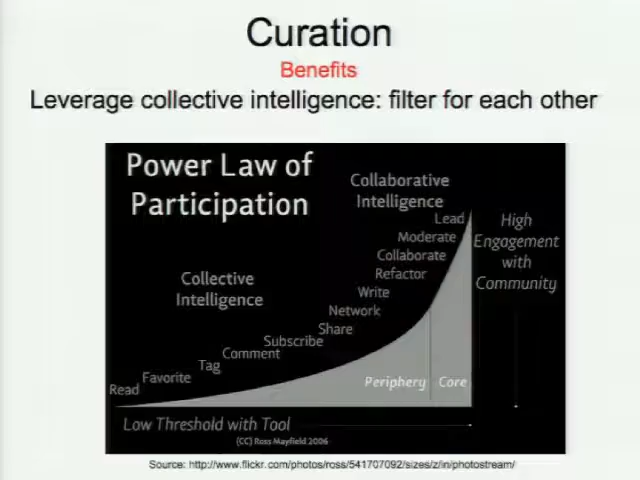 Curation
Benefits
Leverage collective intelligence: filter for each other
Power Law of
Participation
Collaborative
Intelligence
Collective
Intelligence
Lead
Moderate
Collaborate
Refactor
Write
Network
Share
Subscribe
Comment
Tag
Favorite
Read
High
Engagement
with
Community
Periphery
Core
Low Threshold with Tool
(CC) Ross Mayfield 2006
Source: http://www.flickr.com/photos/ross/541707092/sizes/z/in/photostream/